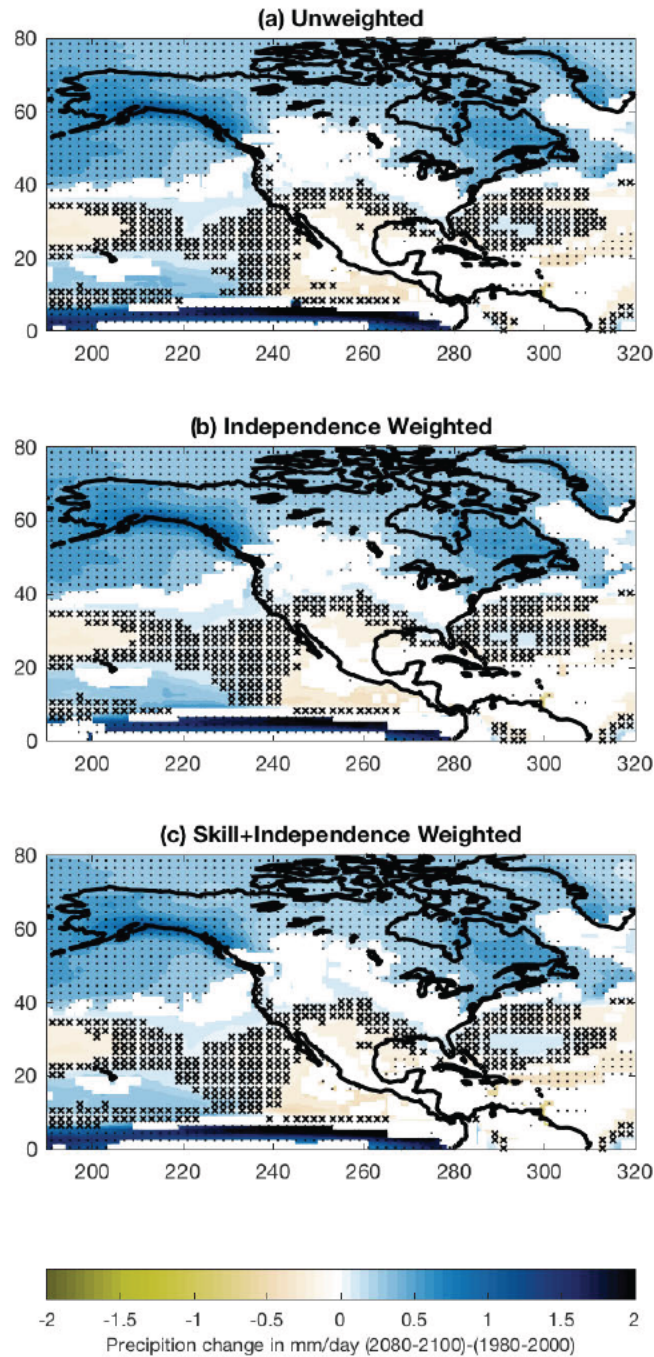 (a) Unweighted
80
60
40
20
0
200 220 240 260 280 300 320
(b) Independence Weighted
80
60
40
20
0
200 220 240 260 280 300 320
(c) Skill+Independence Weighted
80
60
40
20
0
200 220 240 260 280 300 320
-2 -1.5 -1 -0.5 0 0.5 1 1.5 2
Precipition change in mm/day (2080-2100)-(1980-2000)